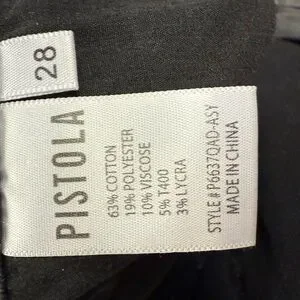 28
PISTOLA
63% COTTON
19% POLYESTER
10% VISCOSE
5% T400
3% LYCRA
STYLE # P6637QAD-ASY
MADE IN CHINA